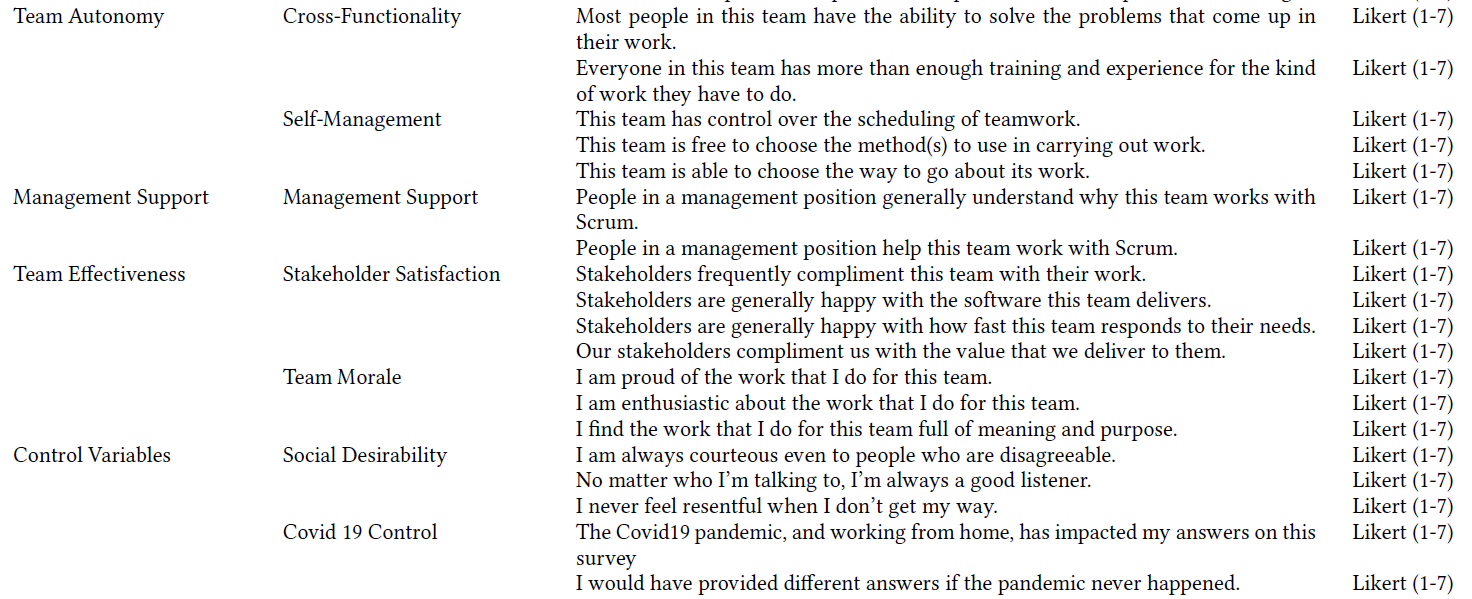 Team Autonomy Cross-Functionality Most people in this team have the ability to solve the problems that come up in Likert (1-7)
their work.
Everyone in this team has more than enough training and experience for the kind Likert (1-7)
of work they have to do.
Self-Management This team has control over the scheduling of teamwork. Likert (1-7)
This team is free to choose the method(s) to use in carrying out work. Likert (1-7)
This team is able to choose the way to go about its work. Likert (1-7)
Management Support Management Support People in a management position generally understand why this team works with Likert (1-7)
Scrum.
People in a management position help this team work with Scrum. Likert (1-7)
Team Effectiveness Stakeholder Satisfaction Stakeholders frequently compliment this team with their work. Likert (1-7)
Stakeholders are generally happy with the software this team delivers. Likert (1-7)
Stakeholders are generally happy with how fast this team responds to their needs. Likert (1-7)
Our stakeholders compliment us with the value that we deliver to them. Likert (1-7)
Team Morale I am proud of the work that I do for this team. Likert (1-7)
I am enthusiastic about the work that I do for this team. Likert (1-7)
I find the work that I do for this team full of meaning and purpose. Likert (1-7)
Control Variables Social Desirability I am always courteous even to people who are disagreeable. Likert (1-7)
No matter who I'm talking to, I'm always a good listener. Likert (1-7)
I never feel resentful when I don't get my way. Likert (1-7)
Covid 19 Control The Covid19 pandemic, and working from home, has impacted my answers on this Likert (1-7)
survey
I would have provided different answers if the pandemic never happened. Likert (1-7)